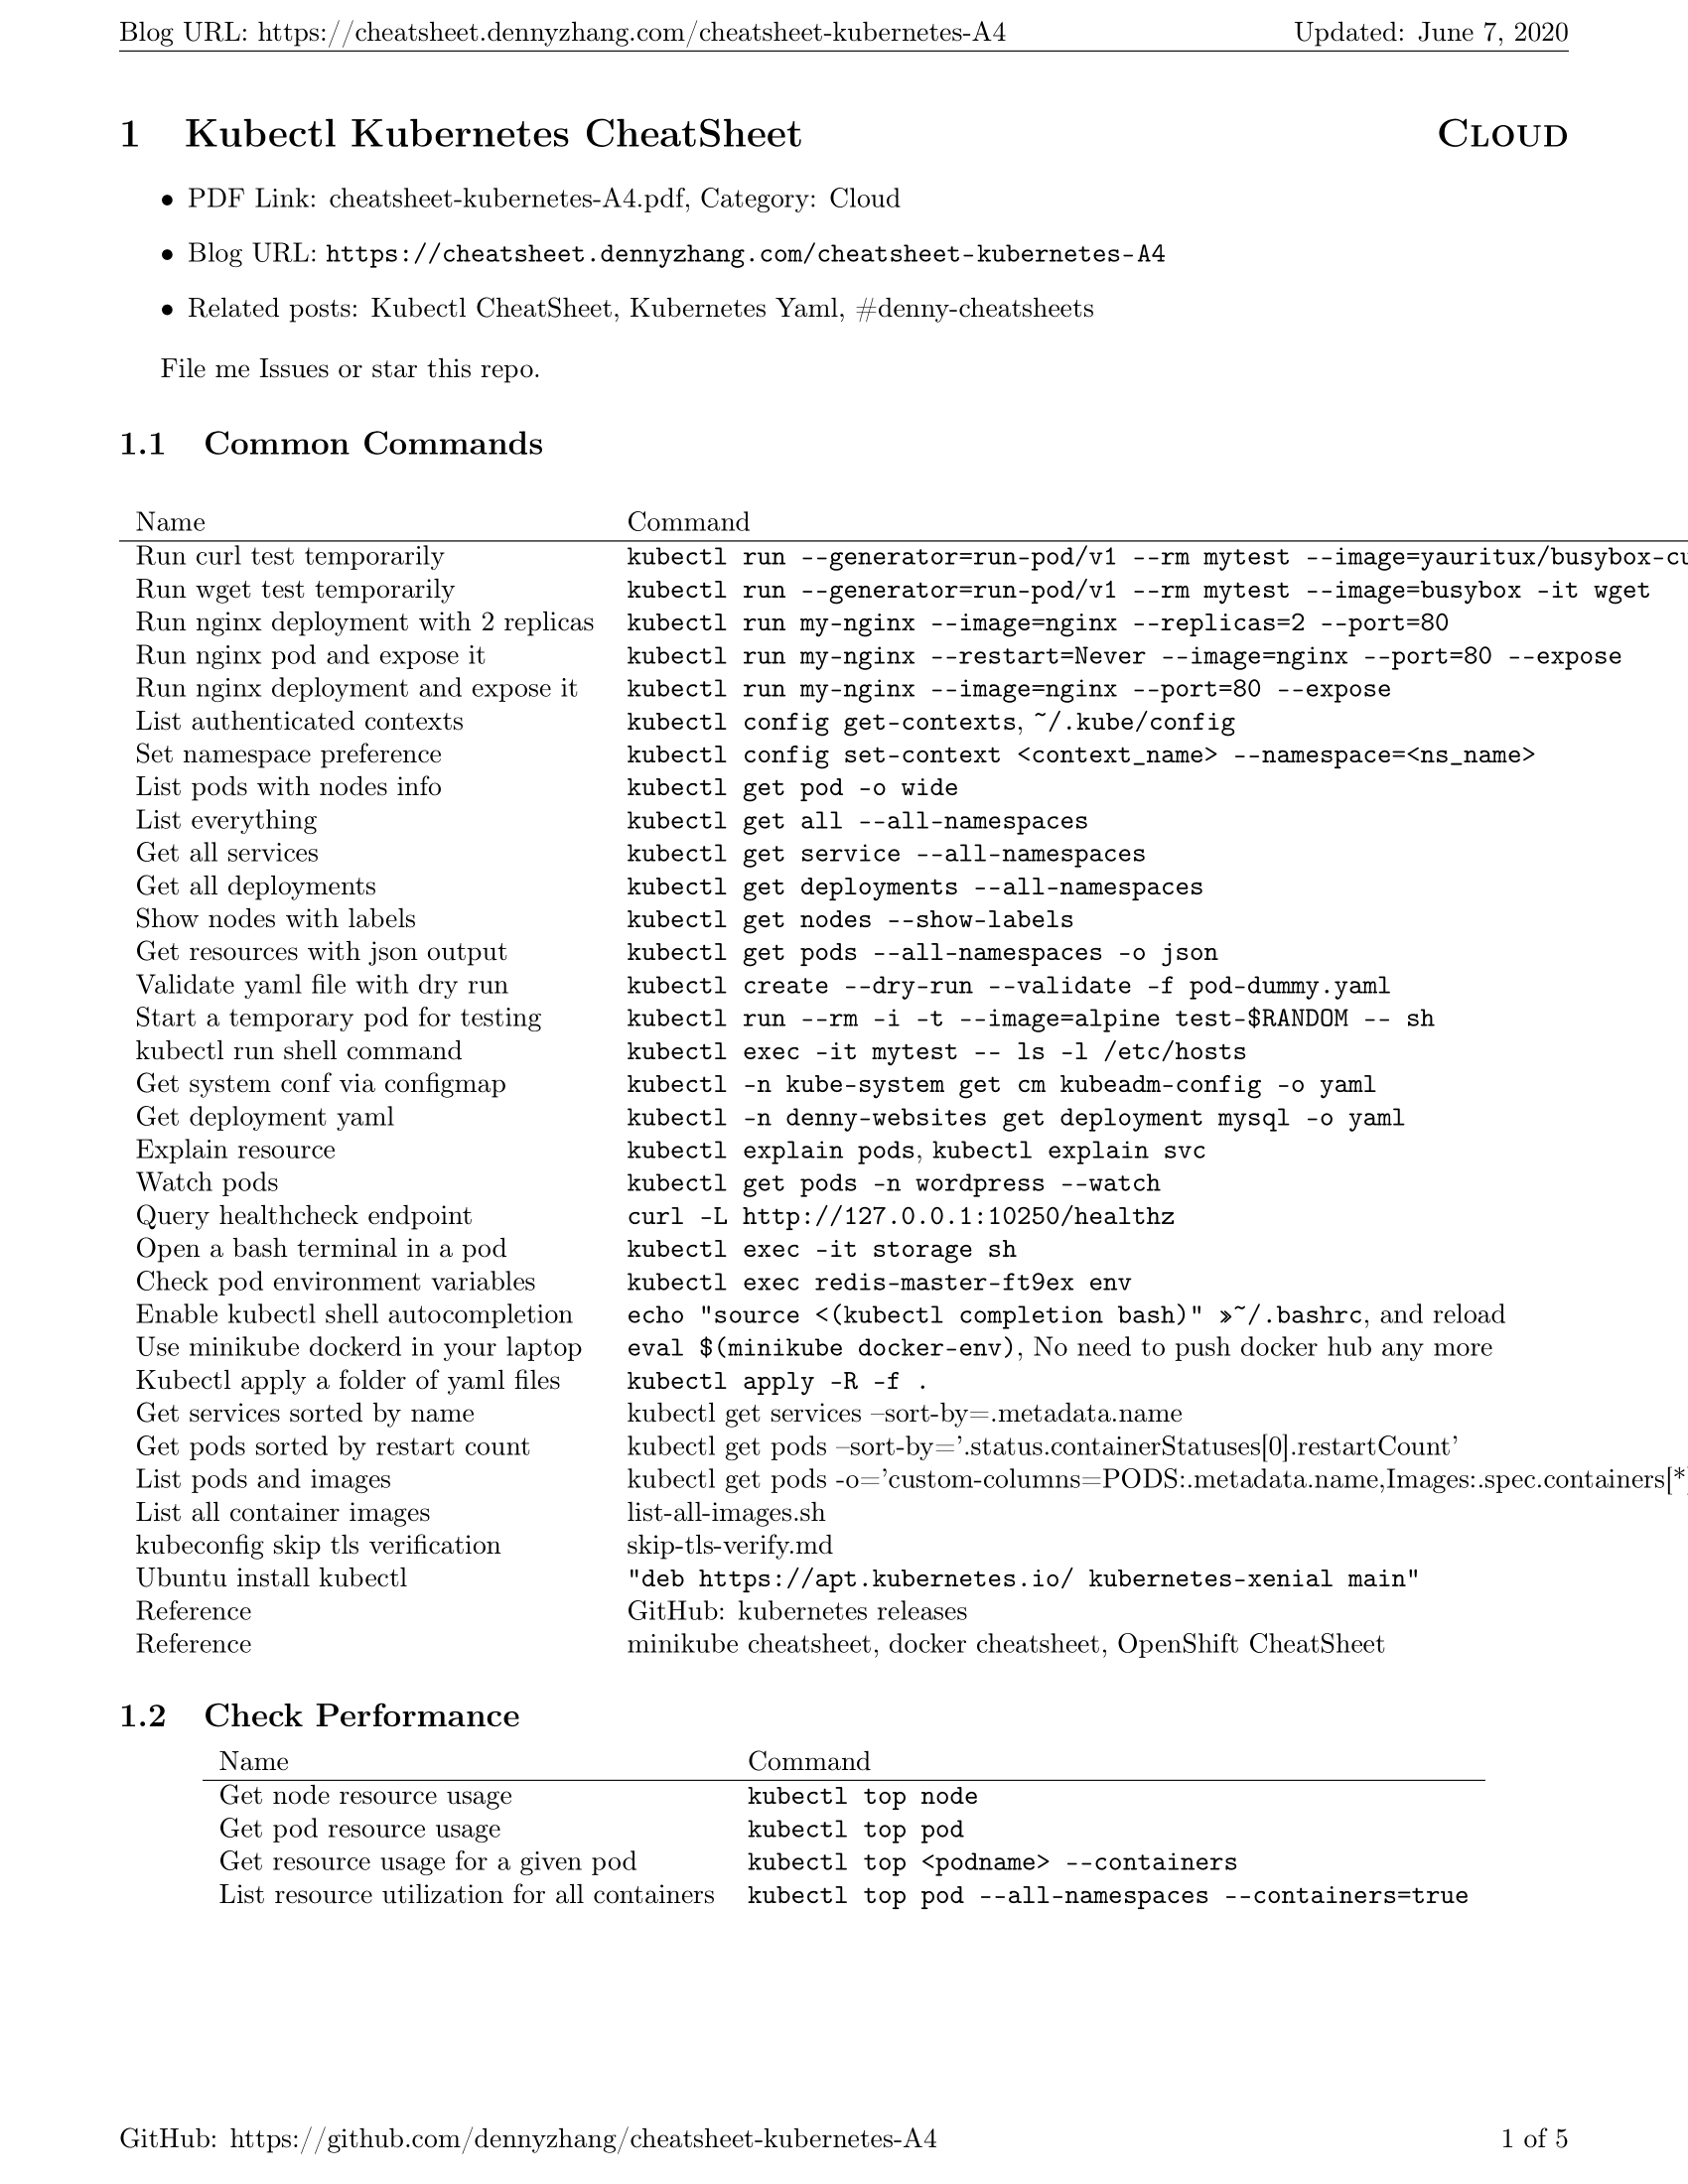 Blog URL: https://cheatsheet.dennyzhang.com/cheatsheet-kubernetes-A4 Updated: June 7, 2020
1 Kubectl Kubernetes CheatSheet CLOUD
• PDF Link: cheatsheet-kubernetes-A4.pdf, Category: Cloud
• Blog URL: https://cheatsheet.dennyzhang.com/cheatsheet-kubernetes-A4
• Related posts: Kubectl CheatSheet, Kubernetes Yaml, #denny-cheatsheets
File me Issues or star this repo.
1.1 Common Commands
Name Command
Run curl test temporarily kubectl run --generator=run-pod/v1 --rm mytest --image=yauritux/busybox-cu
Run wget test temporarily kubectl run --generator=run-pod/v1 --rm mytest --image=busybox -it wget
Run nginx deployment with 2 replicas kubectl run my-nginx --image=nginx --replicas=2 --port=80
Run nginx pod and expose it kubectl run my-nginx --restart=Never --image=nginx --port=80 --expose
Run nginx deployment and expose it kubectl run my-nginx --image=nginx --port=80 --expose
List authenticated contexts kubectl config get-contexts, ~/.kube/config
Set namespace preference kubectl config set-context <context_name> --namespace=<ns_name>
List pods with nodes info kubectl get pod -o wide
List everything kubectl get all --all-namespaces
Get all services kubectl get service --all-namespaces
Get all deployments kubectl get deployments --all-namespaces
Show nodes with labels kubectl get nodes --show-labels
Get resources with json output kubectl get pods --all-namespaces -o json
Validate yaml file with dry run kubectl create --dry-run --validate -f pod-dummy.yaml
Start a temporary pod for testing kubectl run --rm -i -t --image=alpine test-$RANDOM -- sh
kubectl run shell command kubectl exec -it mytest -- ls -l /etc/hosts
Get system conf via configmap kubectl -n kube-system get cm kubeadm-config -o yaml
Get deployment yaml kubectl -n denny-websites get deployment mysql -o yaml
Explain resource kubectl explain pods, kubectl explain svc
Watch pods kubectl get pods -n wordpress --watch
Query healthcheck endpoint curl -L http://127.0.0.1:10250/healthz
Open a bash terminal in a pod kubectl exec -it storage sh
Check pod environment variables kubectl exec redis-master-ft9ex env
Enable kubectl shell autocompletion echo "source <(kubectl completion bash)" »~/.bashrc, and reload
Use minikube dockerd in your laptop eval $(minikube docker-env), No need to push docker hub any more
Kubectl apply a folder of yaml files kubectl apply -R -f .
Get services sorted by name kubectl get services –sort-by=.metadata.name
Get pods sorted by restart count kubectl get pods –sort-by=’.status.containerStatuses[0].restartCount’
List pods and images kubectl get pods -o=’custom-columns=PODS:.metadata.name,Images:.spec.containers[*]
List all container images list-all-images.sh
kubeconfig skip tls verification skip-tls-verify.md
Ubuntu install kubectl "deb https://apt.kubernetes.io/ kubernetes-xenial main"
Reference GitHub: kubernetes releases
Reference minikube cheatsheet, docker cheatsheet, OpenShift CheatSheet
1.2 Check Performance
Name Command
Get node resource usage kubectl top node
Get pod resource usage kubectl top pod
Get resource usage for a given pod kubectl top <podname> --containers
List resource utilization for all containers kubectl top pod --all-namespaces --containers=true
GitHub: https://github.com/dennyzhang/cheatsheet-kubernetes-A4 1 of 5